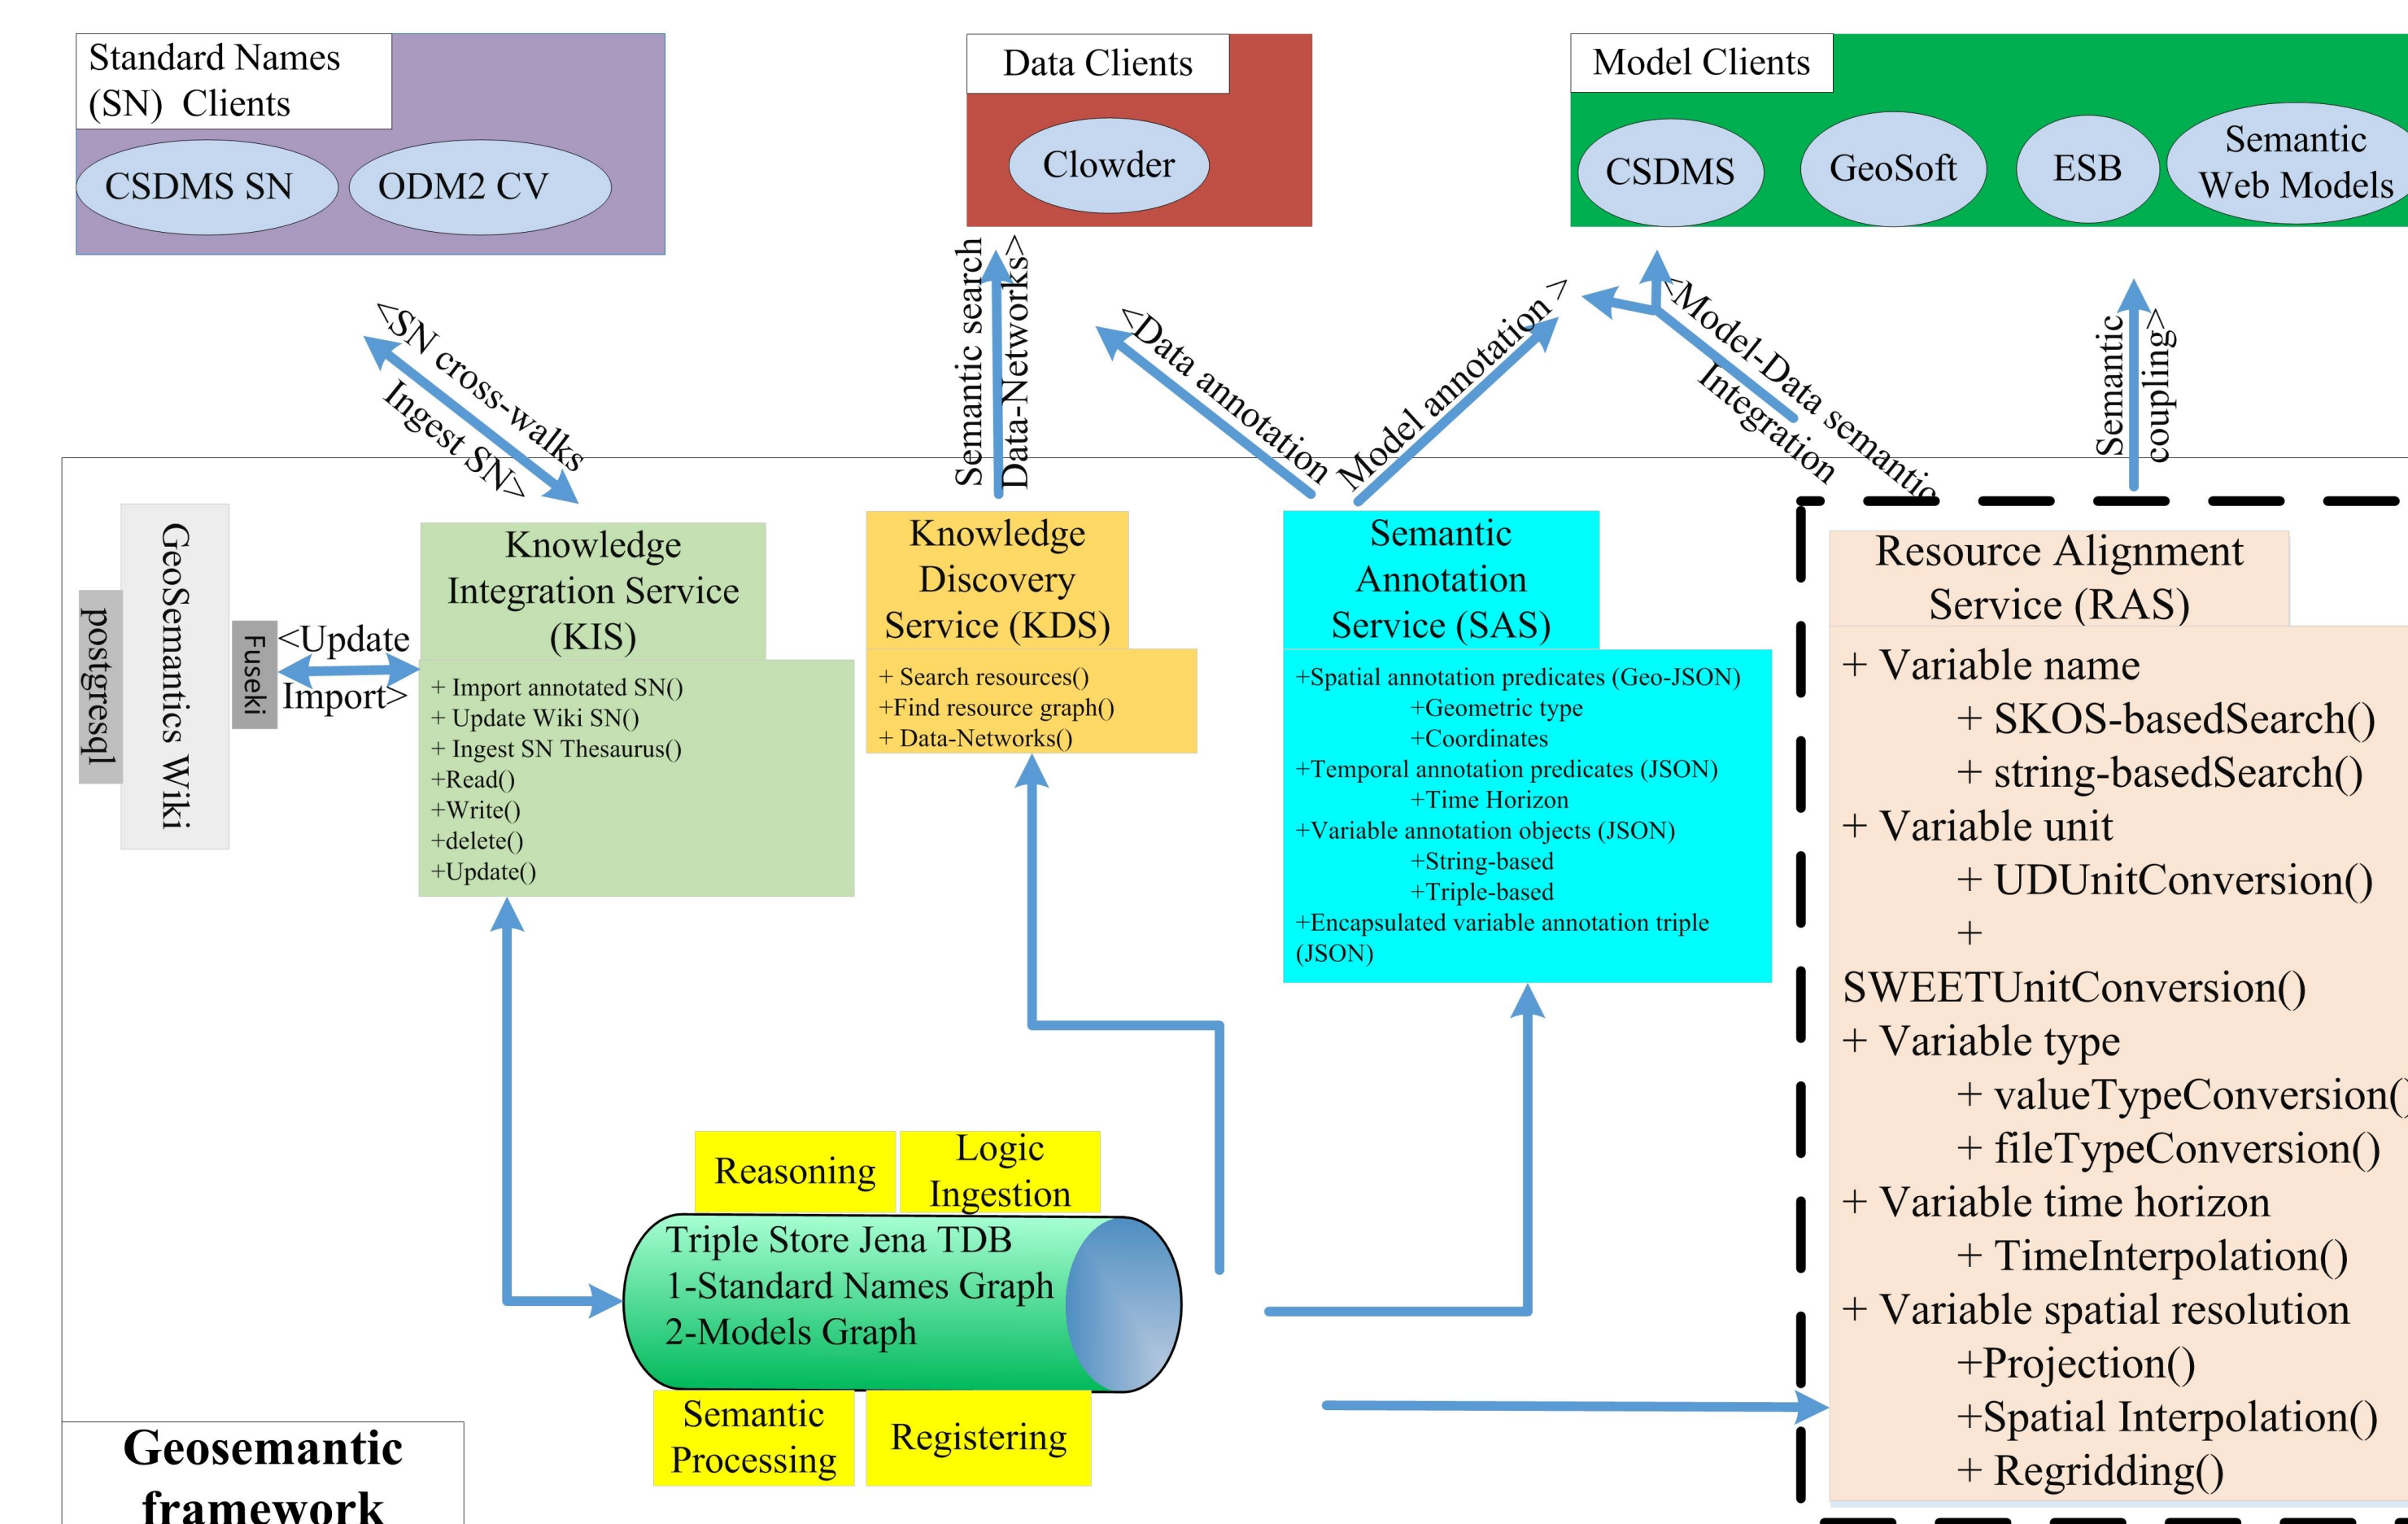 Standard Names
(SN) Clients
CSDMS SN
ODM2 CV
Data Clients
Clowder
Model Clients
CSDMS
GeoSoft
ESB
Semantic
Web Models
<SN cross-walks
Ingest SN>
Semantic search
Data-Networks>
<Data annotation
Model annotation >
<Model-Data semantic
Integration
Semantic
coupling>
postgresql
GeoSemantics Wiki
Fuseki
<Update
Import>
Knowledge
Integration Service
(KIS)
+ Import annotated SN()
+ Update Wiki SN()
+ Ingest SN Thesaurus()
+Read()
+Write()
+delete()
+Update()
Knowledge
Discovery
Service (KDS)
+ Search resources()
+Find resource graph()
+ Data-Networks()
Semantic
Annotation
Service (SAS)
+Spatial annotation predicates (Geo-JSON)
+Geometric type
+Coordinates
+Temporal annotation predicates (JSON)
+Time Horizon
+Variable annotation objects (JSON)
+String-based
+Triple-based
+Encapsulated variable annotation triple
(JSON)
Resource Alignment
Service (RAS)
+ Variable name
+ SKOS-basedSearch()
+ string-basedSearch()
+ Variable unit
+ UDUnitConversion()
+
SWEETUnitConversion()
+ Variable type
+ valueTypeConversion()
+ fileTypeConversion()
+ Variable time horizon
+ TimeInterpolation()
+ Variable spatial resolution
+Projection()
+Spatial Interpolation()
+ Regridding()
Reasoning
Logic
Ingestion
Triple Store Jena TDB
1-Standard Names Graph
2-Models Graph
Semantic
Processing
Registering
Geosemantic
framework